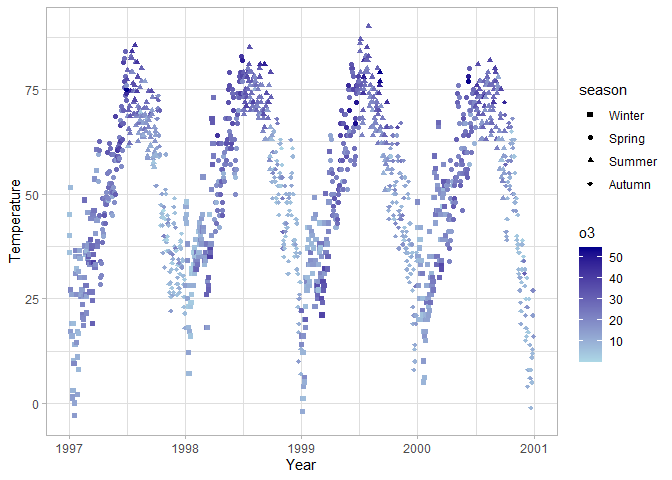 75
50
25
0
Temperature
1997
1998
1999
2000
2001
Year
season
Winter
Spring
Summer
Autumn
o3
50
40
30
20
10